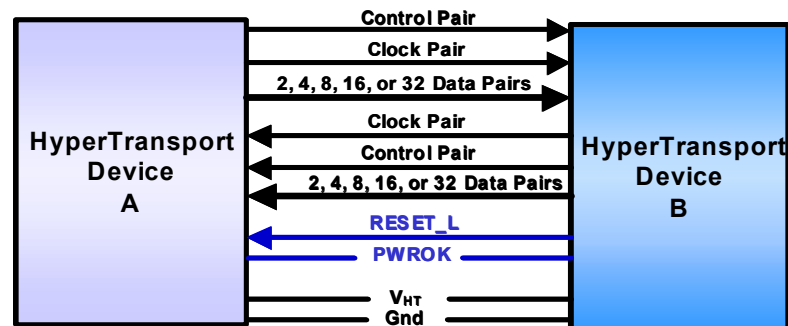 Control Pair
Clock Pair
2, 4, 8, 16, or 32 Data Pairs
Clock Pair
Control Pair
2, 4, 8, 16, or 32 Data Pairs
RESET_L
PWROK
VHT
Gnd
HyperTransport
Device
A
HyperTransport
Device
B